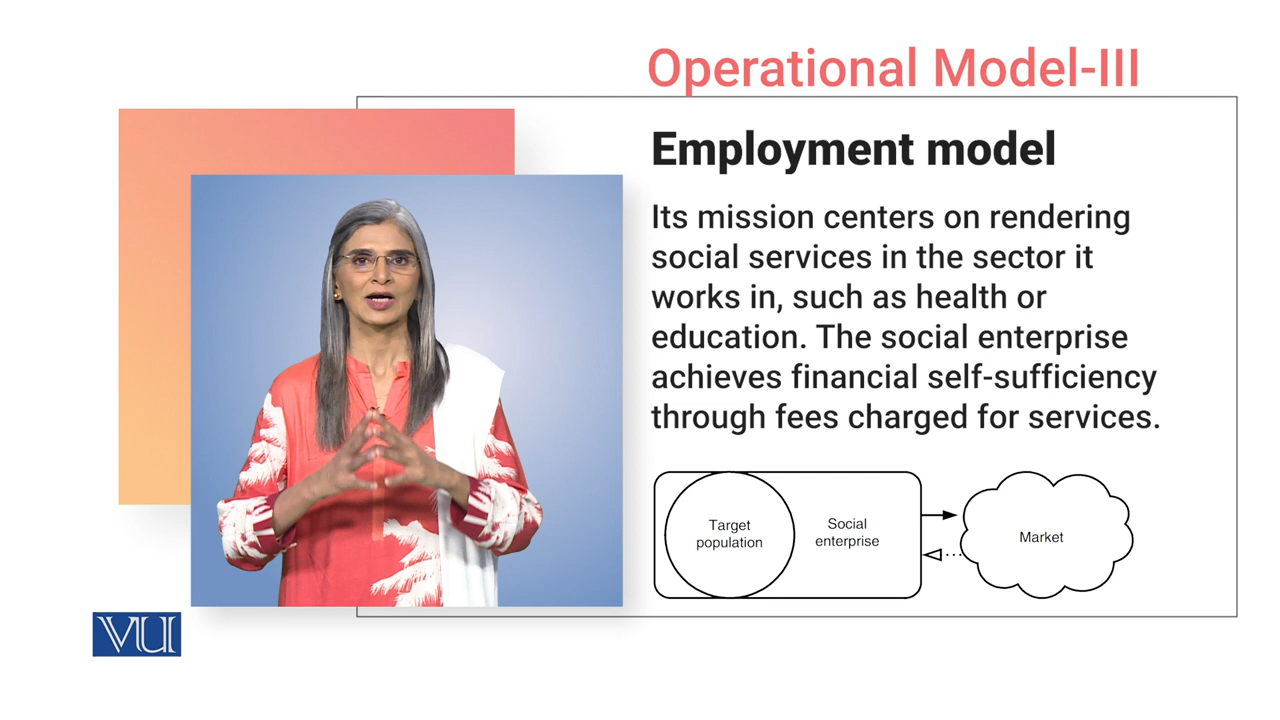 Operational Model-III
Employment model
Its mission centers on rendering
social services in the sector it
works in, such as health or
education. The social enterprise
achieves financial self-sufficiency
through fees charged for services.
Target
population
Social
enterprise
Market
VU